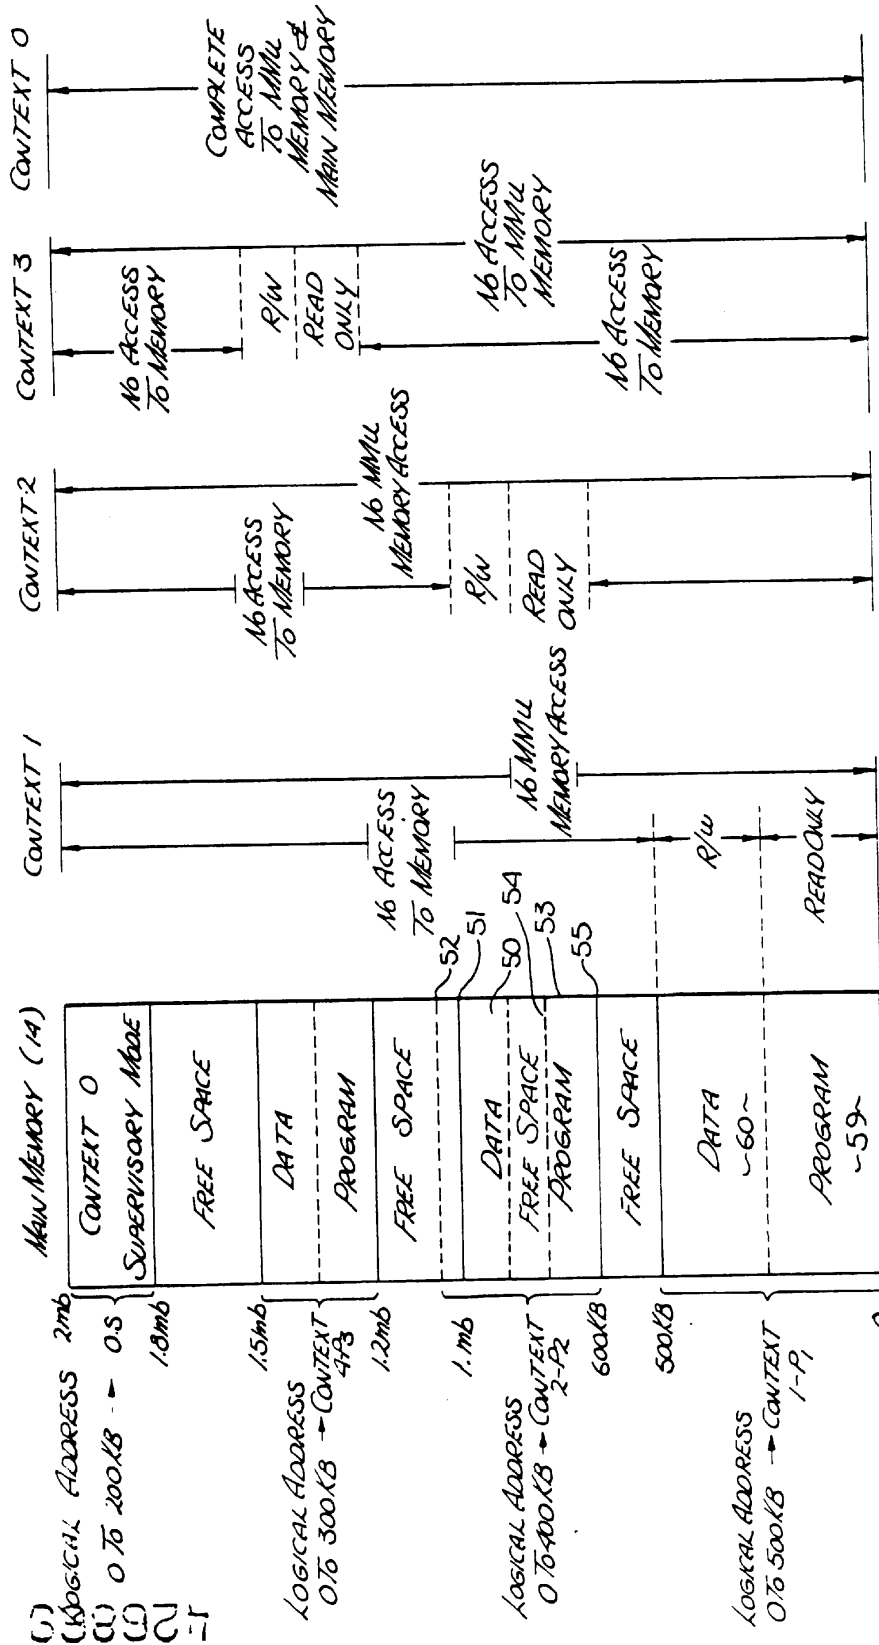 MAIN MEMORY (14)
CONTEXT 1
CONTEXT 2
CONTEXT 3
CONTEXT 0
LOGICAL ADDRESS
0 TO 200KB → O.S
2mb
1.8mb
CONTEXT 0
SUPERVISORY MODE
FREE SPACE
1.5mb
LOGICAL ADDRESS
0 TO 300KB → CONTEXT
4-P3
DATA
PROGRAM
1.2mb
FREE SPACE
52
51
1.mb
LOGICAL ADDRESS
0 TO 400KB → CONTEXT
2-P2
DATA
50
FREE SPACE
54
PROGRAM
53
55
600KB
FREE SPACE
500KB
LOGICAL ADDRESS
0 TO 500KB → CONTEXT
1-P1
DATA
~60~
PROGRAM
~59~
0
NO ACCESS
TO MEMORY
NO MMU
MEMORY ACCESS
R/W
READ ONLY
NO ACCESS
TO MEMORY
NO MMU
MEMORY ACCESS
R/W
READ
ONLY
NO ACCESS
TO MEMORY
R/W
READ
ONLY
NO ACCESS
TO MMU
MEMORY
NO ACCESS
TO MEMORY
COMPLETE
ACCESS
TO MMU
MEMORY &
MAIN MEMORY